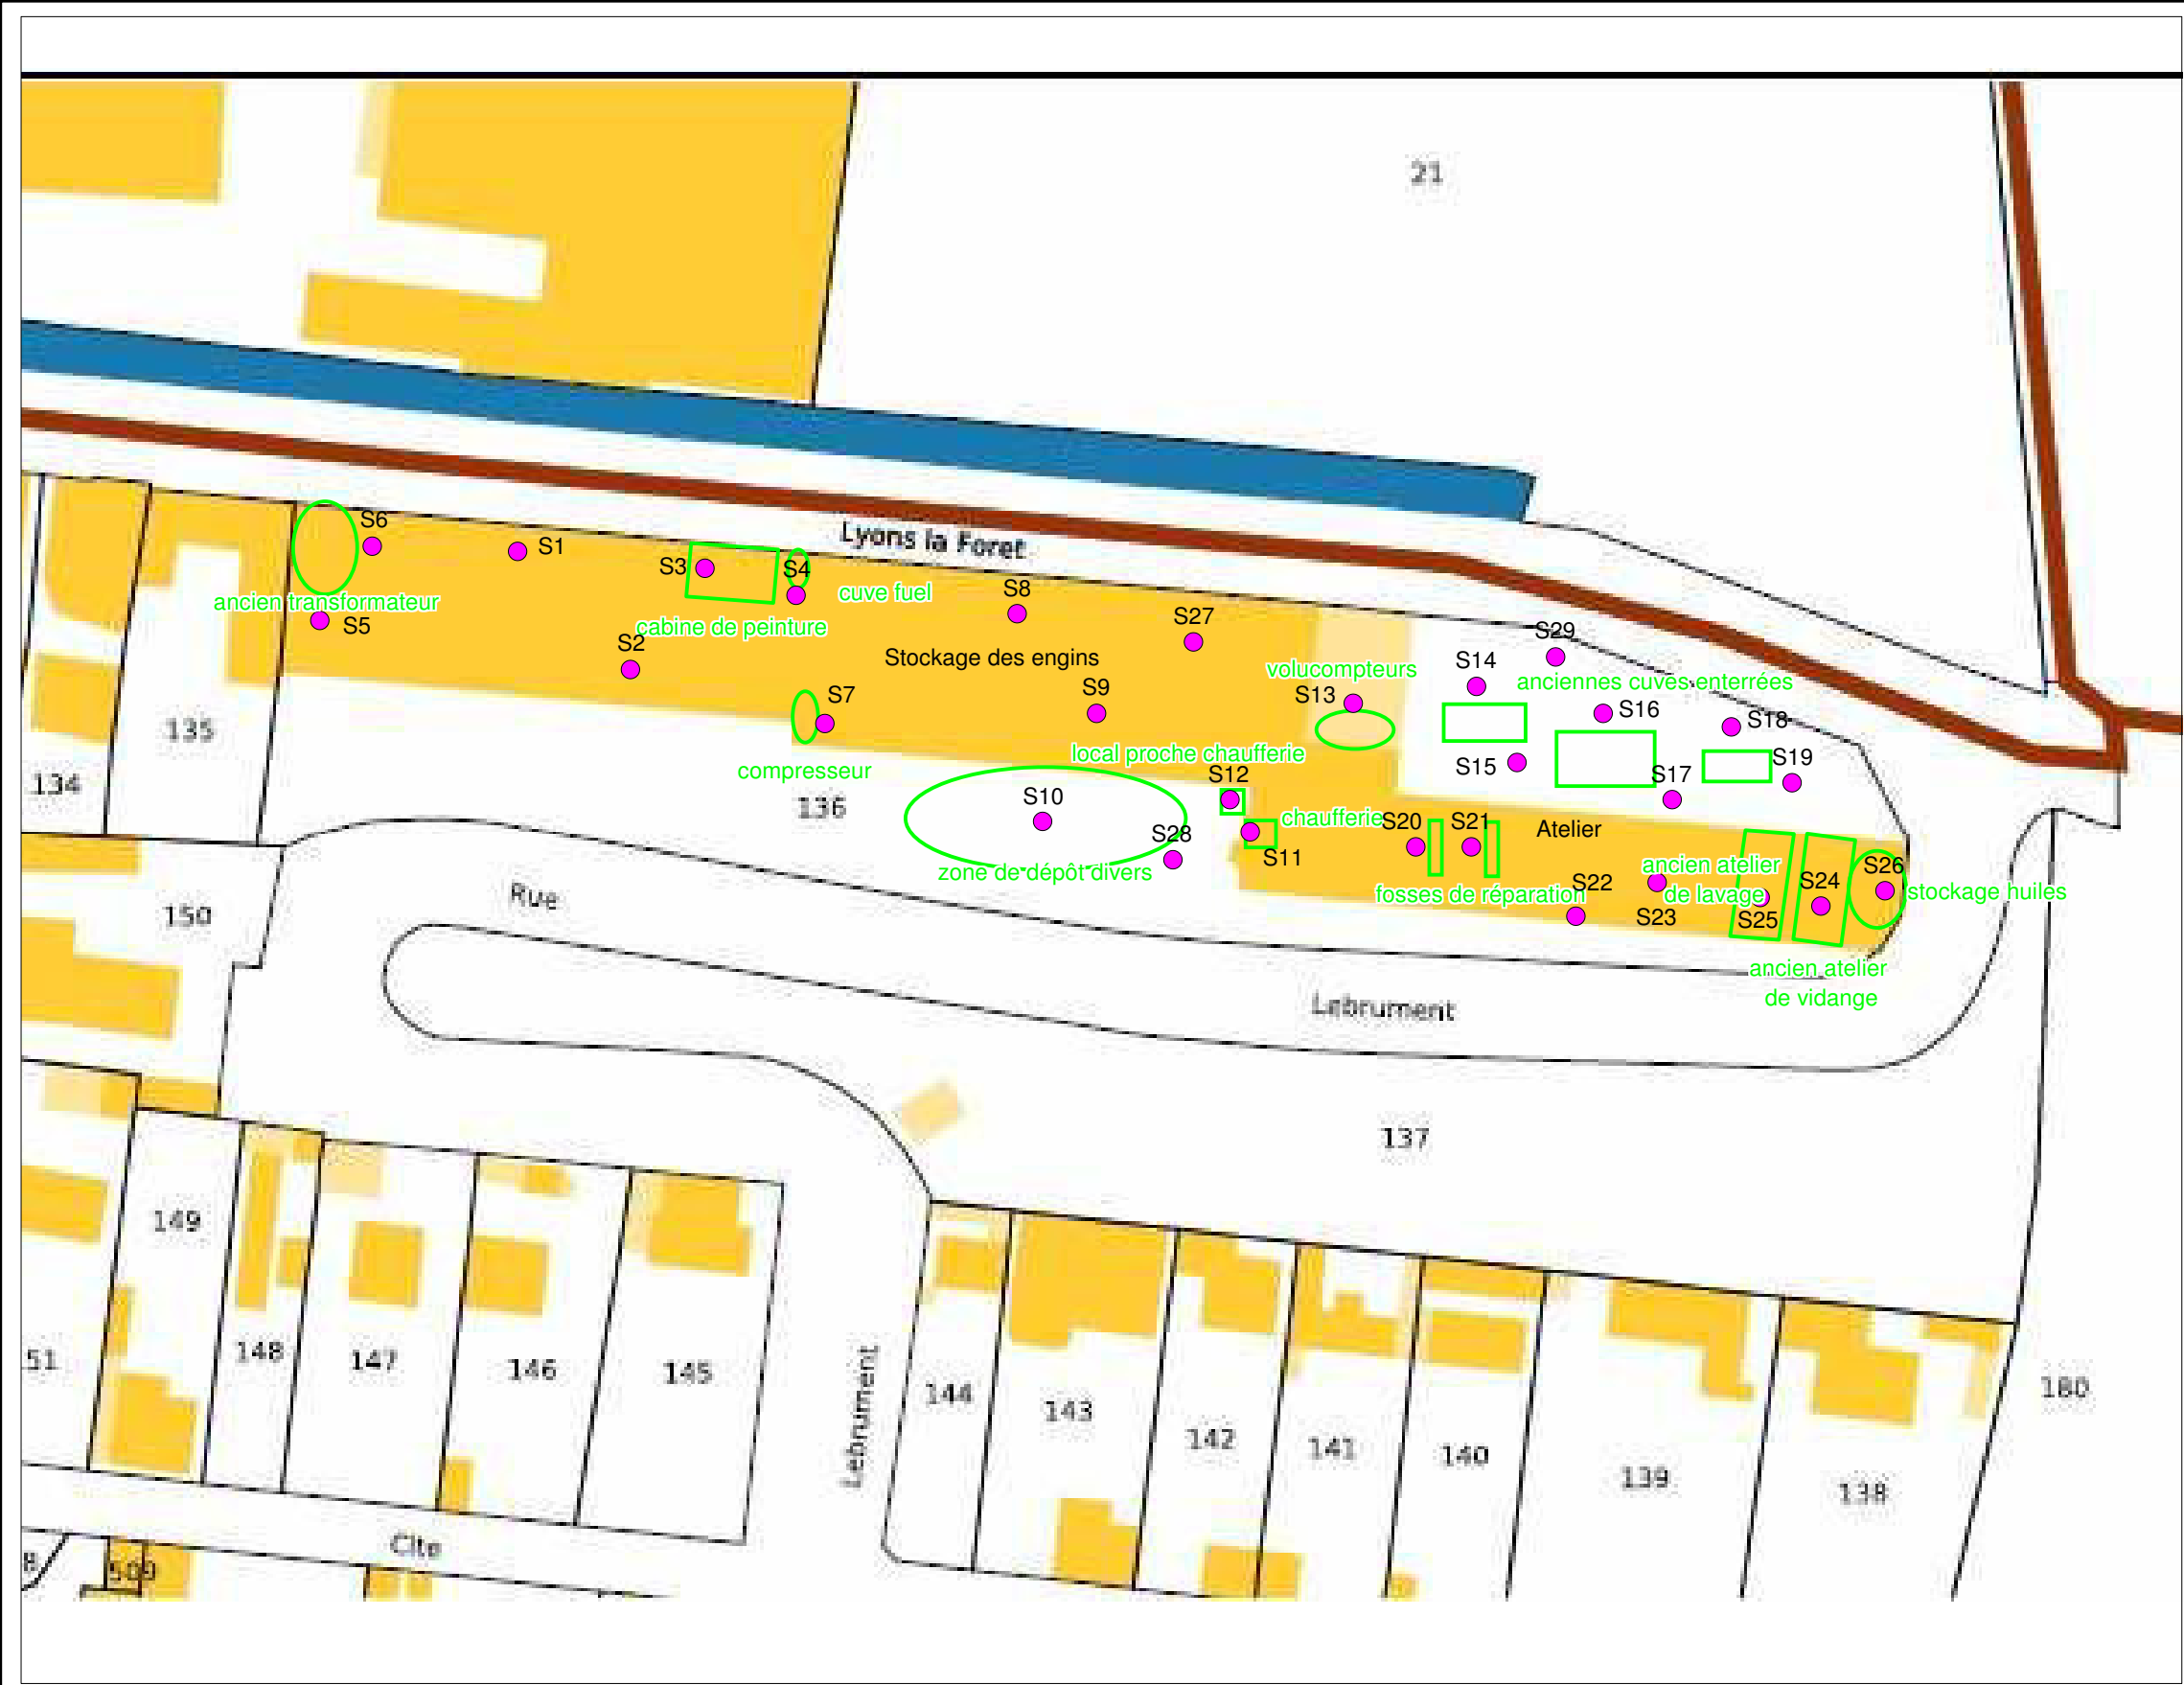 21
Lyons la Foret
S6
S1
S3
S4
cuve fuel
S8
ancien transformateur
S5
cabine de peinture
S2
S27
S29
Stockage des engins
S14
volucompteurs
anciennes cuves enterrées
S7
S9
S13
S16
S18
135
134
compresseur
local proche chaufferie
S15
S17
S19
S12
136
S10
chaufferie
S20
S21
Atelier
S28
S11
zone de dépôt divers
ancien atelier
de lavage
fosses de réparation
S22
S24
S26
stockage huiles
S23
S25
Rue
150
ancien atelier
de vidange
Lebrument
137
149
148
147
146
145
Lebrument
144
143
142
141
140
139
138
180
51
Cite
8
509